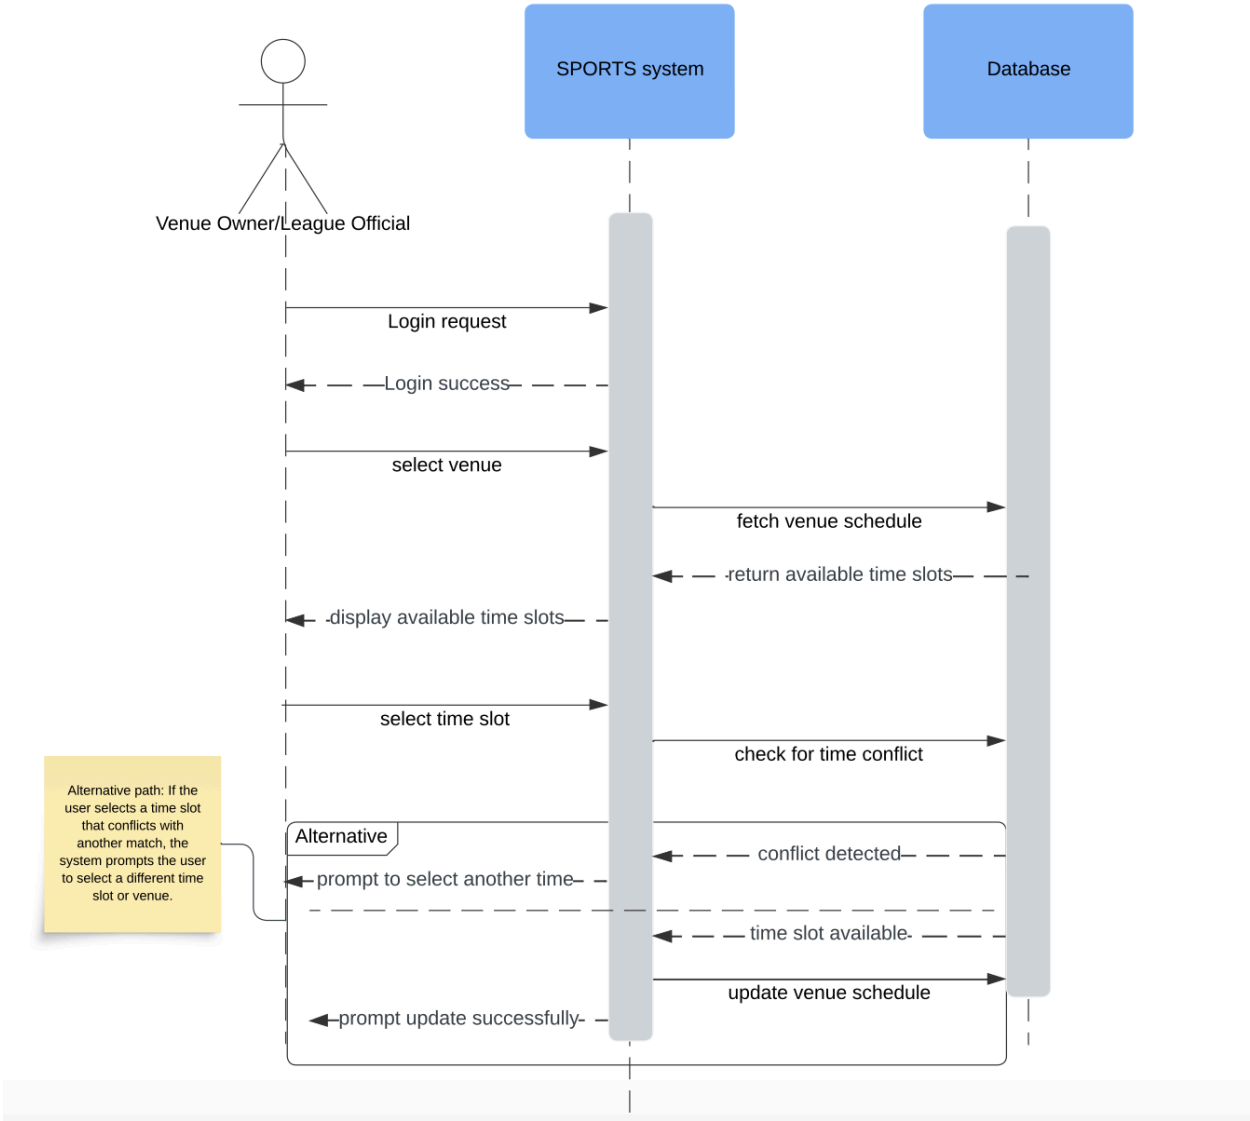 SPORTS system
Database
Venue Owner/League Official
Login request
Login success
select venue
fetch venue schedule
return available time slots
display available time slots
select time slot
check for time conflict
Alternative path: If the
user selects a time slot
that conflicts with
another match, the
system prompts the user
to select a different time
slot or venue.
Alternative
conflict detected
prompt to select another time
time slot available
update venue schedule
prompt update successfully